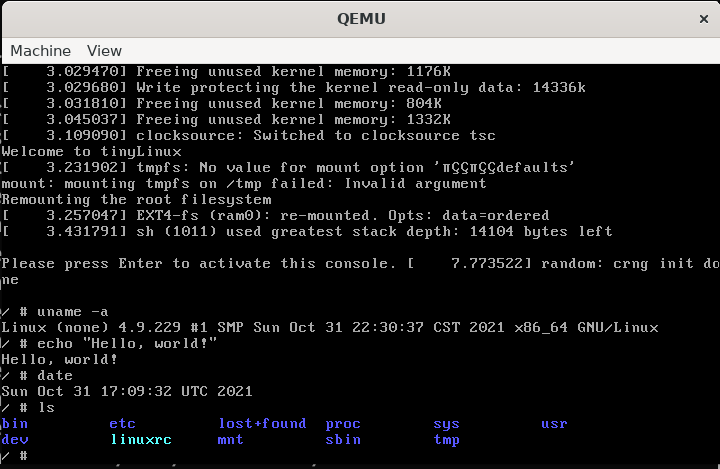 QEMU
×
Machine View
[    3.029470] Freeing unused kernel memory: 1176K
[    3.029680] Write protecting the kernel read-only data: 14336k
[    3.031810] Freeing unused kernel memory: 804K
[    3.045037] Freeing unused kernel memory: 1332K
[    3.109090] clocksource: Switched to clocksource tsc
Welcome to tinyLinux
[    3.231902] tmpfs: No value for mount option 'πÇÇπÇÇdefaults'
mount: mounting tmpfs on /tmp failed: Invalid argument
Remounting the root filesystem
[    3.257047] EXT4-fs (ram0): re-mounted. Opts: data=ordered
[    3.431791] sh (1011) used greatest stack depth: 14104 bytes left
Please press Enter to activate this console. [    7.773522] random: crng init do
ne
/ # uname -a
Linux (none) 4.9.229 #1 SMP Sun Oct 31 22:30:37 CST 2021 x86_64 GNU/Linux
/ # echo "Hello, world!"
Hello, world!
/ # date
Sun Oct 31 17:09:32 UTC 2021
/ # ls
bin        etc        lost+found  proc       sys        usr
dev        linuxrc    mnt         sbin       tmp
/ #